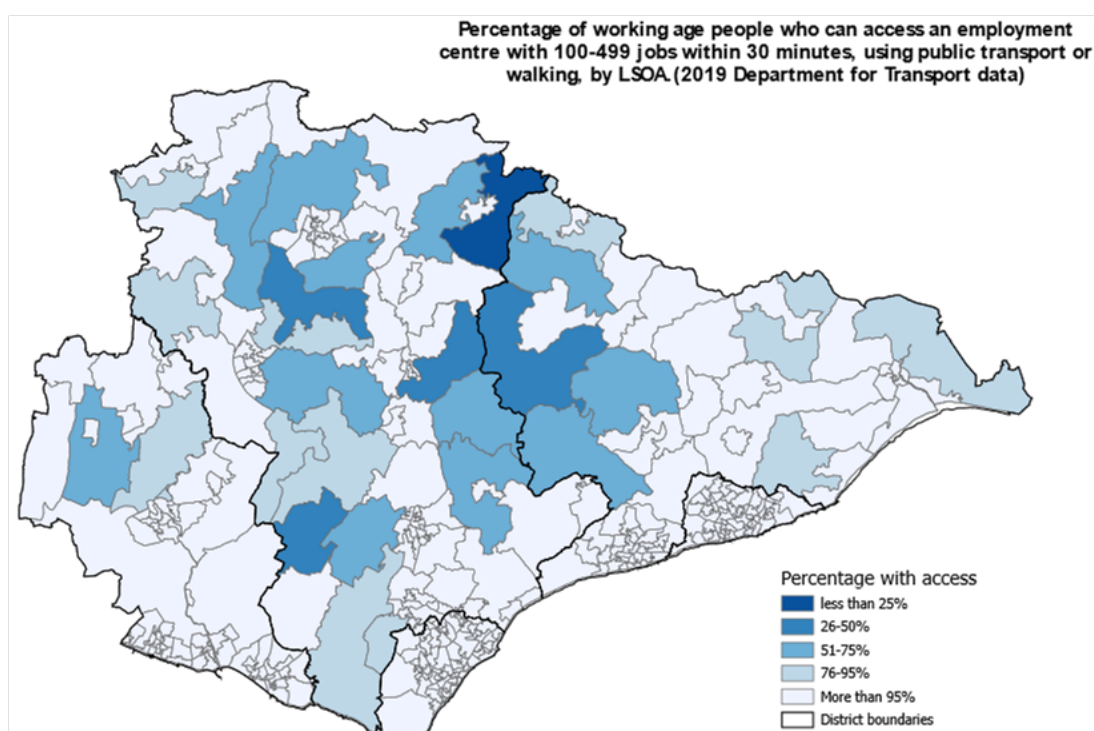 Percentage of working age people who can access an employment
centre with 100-499 jobs within 30 minutes, using public transport or
walking, by LSOA.(2019 Department for Transport data)
Percentage with access
less than 25%
26-50%
51-75%
76-95%
More than 95%
District boundaries